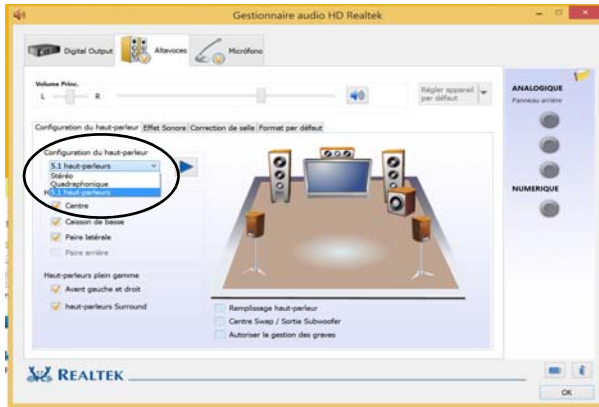 Gestionnaire audio HD Realtek
Digital Output
Altavoces
Micrófono
Volume Princ.
L
R
Régler appareil
par défaut
ANALOGIQUE
Panneau arrière
Configuration du haut-parleur
Effet Sonore
Correction de salle
Format par défaut
Configuration du haut-parleur
5.1 haut-parleurs
Stéréo
Quadraphonique
5.1 haut-parleurs
H
Centre
Caisson de basse
Paire latérale
Paire arrière
NUMERIQUE
Haut-parleurs plein gamme
Avant gauche et droit
haut-parleurs Surround
Remplissage haut-parleur
Centre Swap / Sortie Subwoofer
Autoriser la gestion des graves
REALTEK
OK